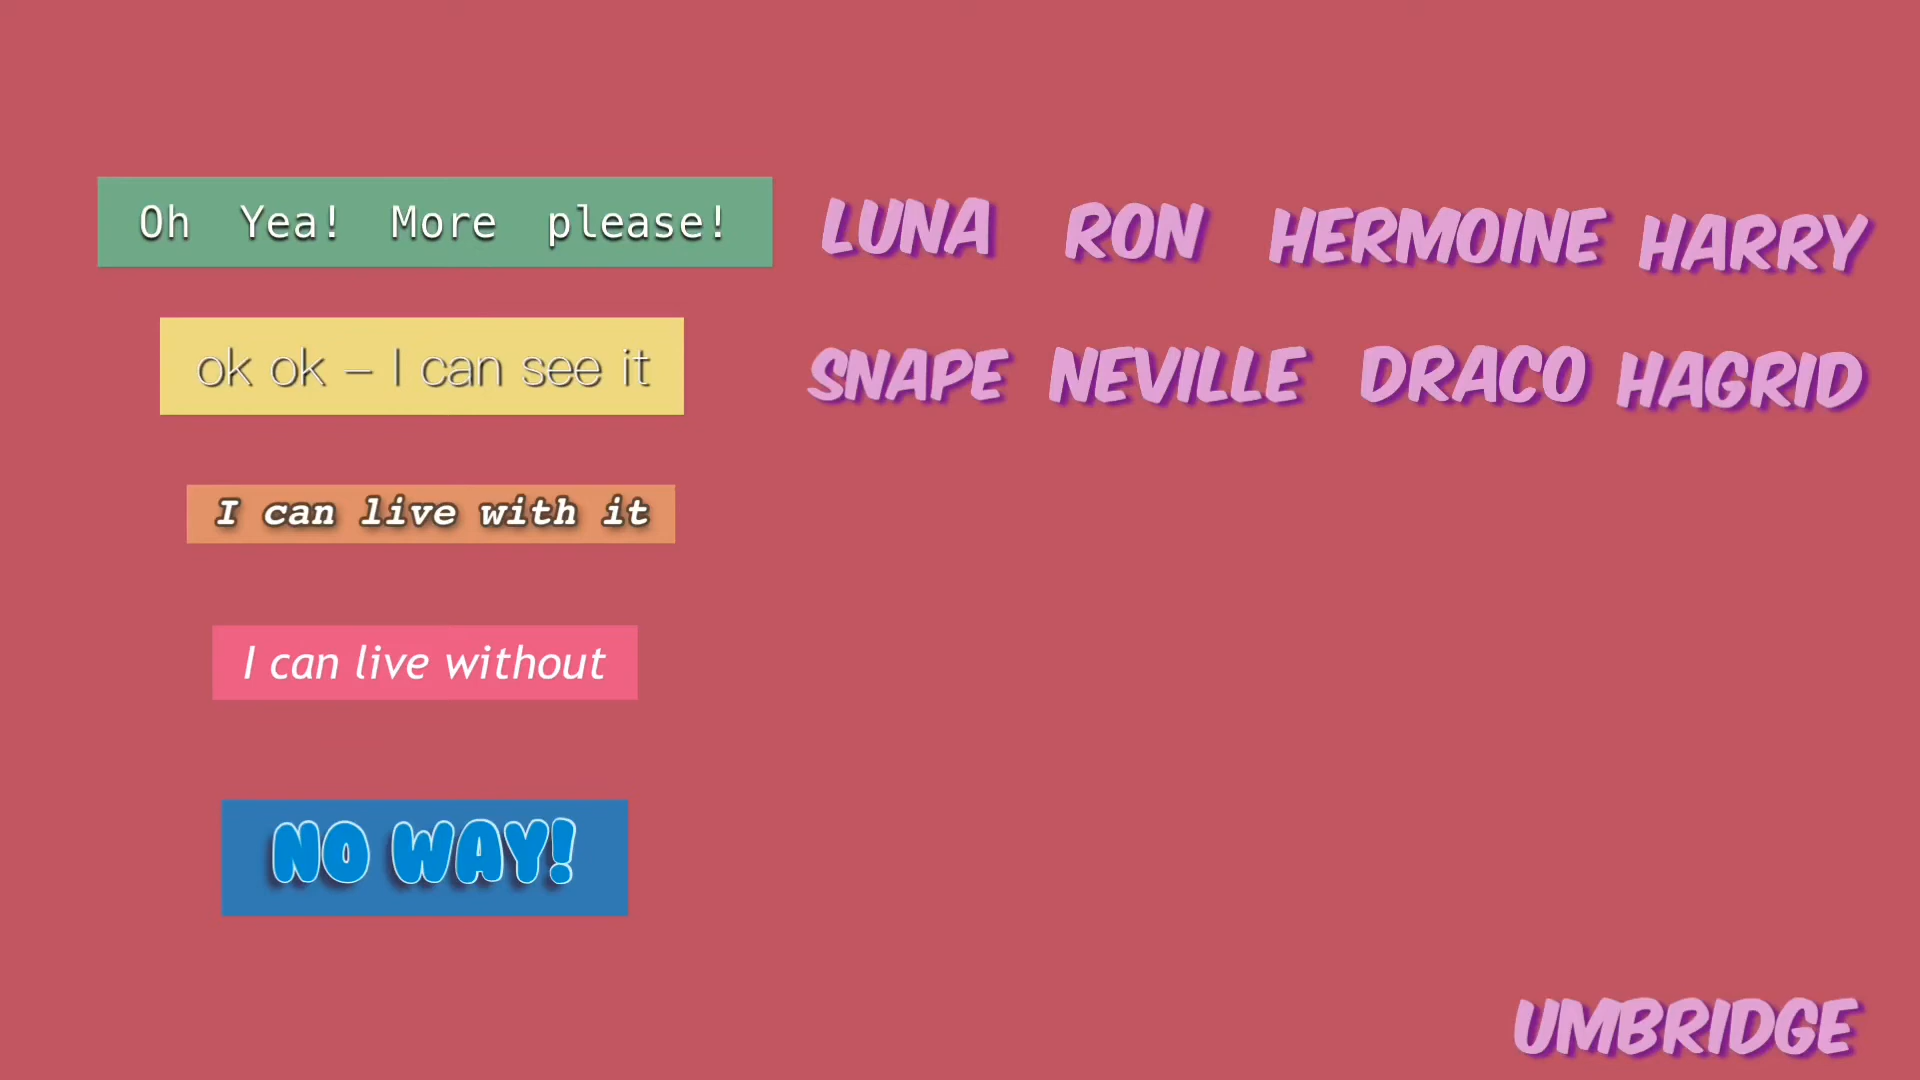 Oh Yea! More please! LUNA RON HERMOINE HARRY
ok ok – I can see it SNAPE NEVILLE DRACO HAGRID
I can live with it
I can live without
NO WAY!
UMBRIDGE